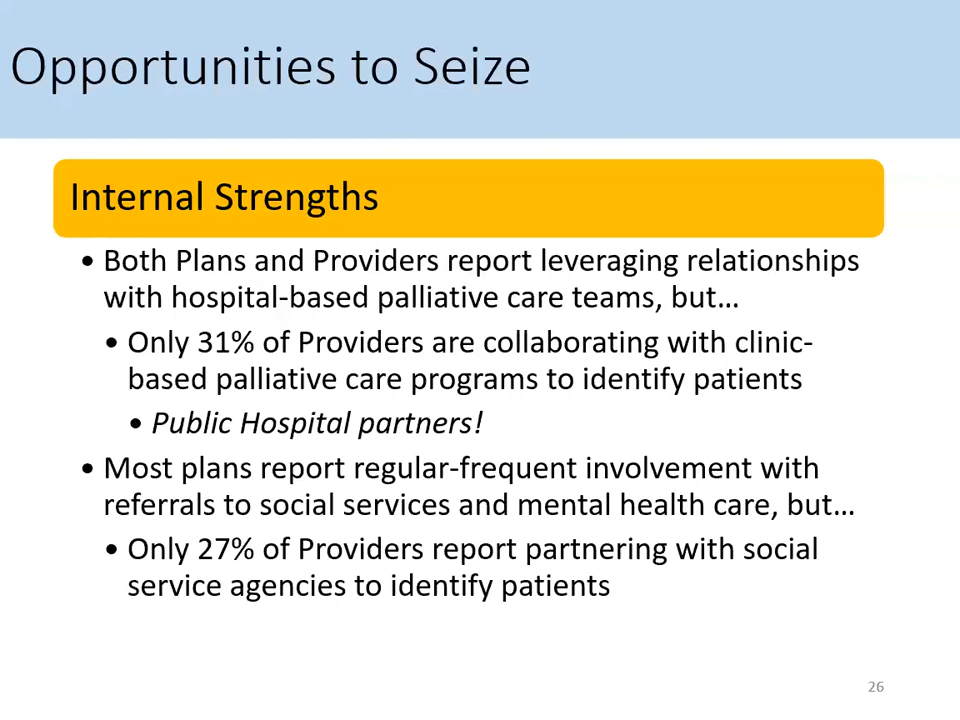 Opportunities to Seize
Internal Strengths
• Both Plans and Providers report leveraging relationships
with hospital-based palliative care teams, but…
• Only 31% of Providers are collaborating with clinic-
based palliative care programs to identify patients
• Public Hospital partners!
• Most plans report regular-frequent involvement with
referrals to social services and mental health care, but…
• Only 27% of Providers report partnering with social
service agencies to identify patients
26